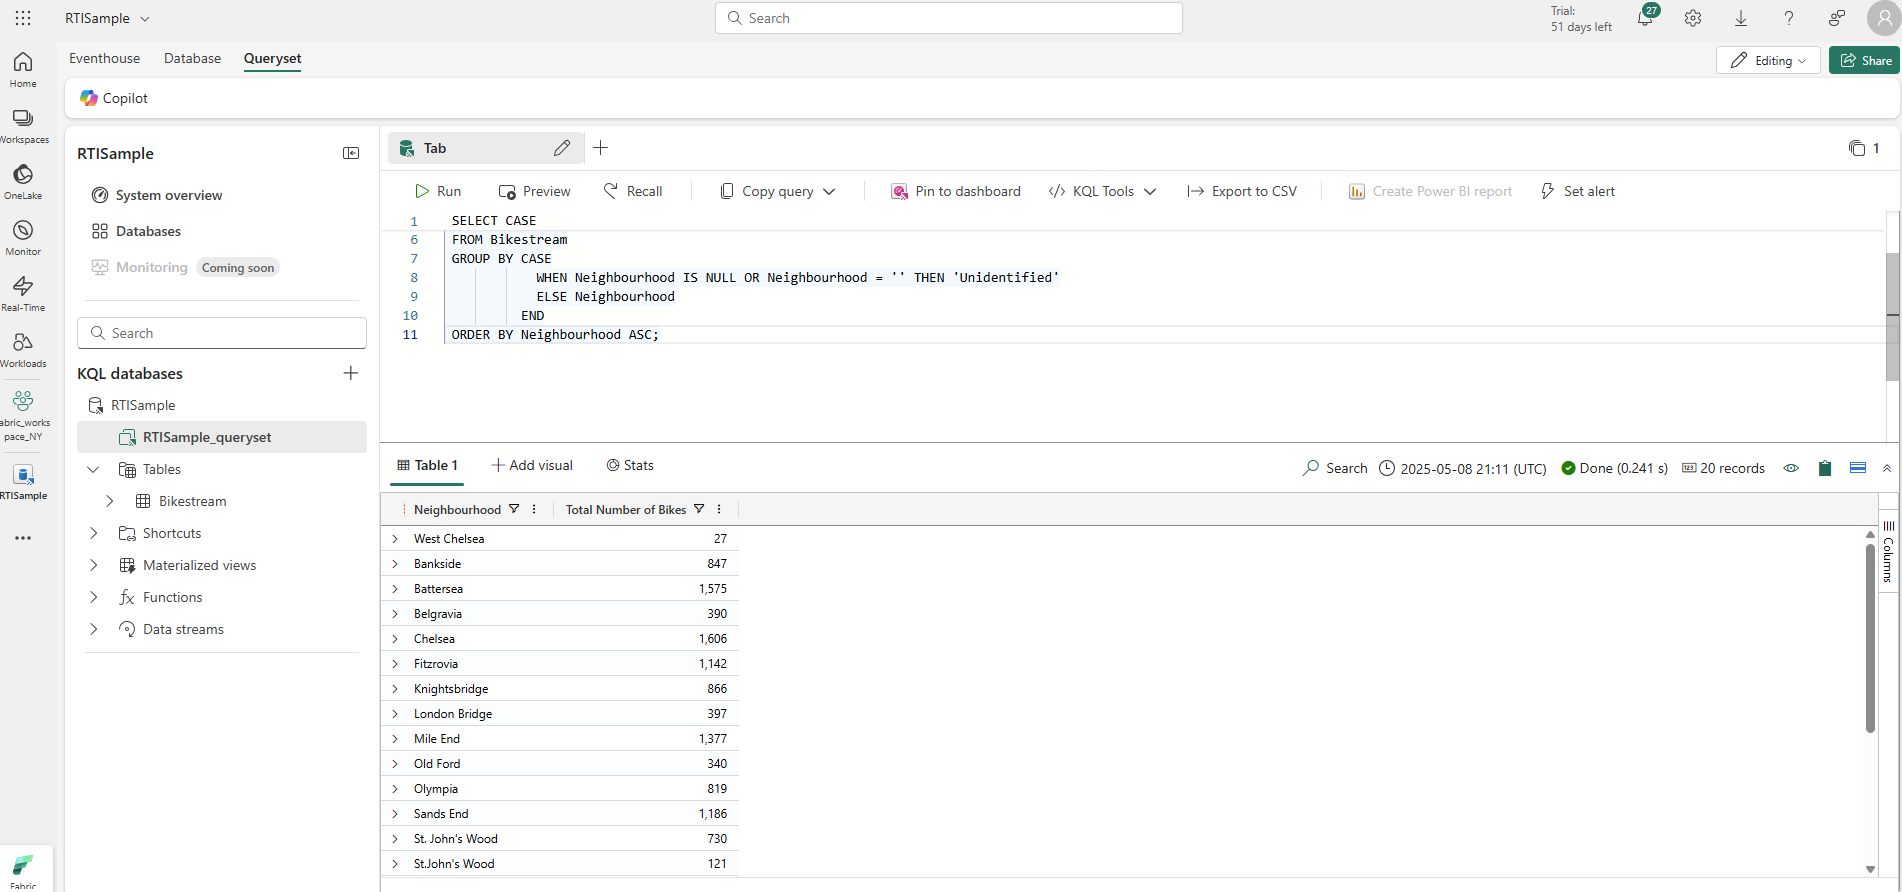 RTISample
Search
Trial:
51 days left
27
Eventhouse Database Queryset
Editing
Share
Copilot
Home
Workspaces
OneLake
Monitor
Real-Time
Workloads
abric_works
pace_NY
RTISample
Fabric
RTISample
System overview
Databases
Monitoring Coming soon
Search
KQL databases
RTISample
RTISample_queryset
Tables
Bikestream
Shortcuts
Materialized views
Functions
Data streams
Tab
1
Run Preview Recall Copy query Pin to dashboard KQL Tools Export to CSV Create Power BI report Set alert
1 SELECT CASE
6 FROM Bikestream
7 GROUP BY CASE
8 WHEN Neighbourhood IS NULL OR Neighbourhood = '' THEN 'Unidentified'
9 ELSE Neighbourhood
10 END
11 ORDER BY Neighbourhood ASC;
Table 1 Add visual Stats Search 2025-05-08 21:11 (UTC) Done (0.241 s) 20 records
Neighbourhood Total Number of Bikes
West Chelsea 27
Bankside 847
Battersea 1,575
Belgravia 390
Chelsea 1,606
Fitzrovia 1,142
Knightsbridge 866
London Bridge 397
Mile End 1,377
Old Ford 340
Olympia 819
Sands End 1,186
St. John's Wood 730
St.John's Wood 121
Columns